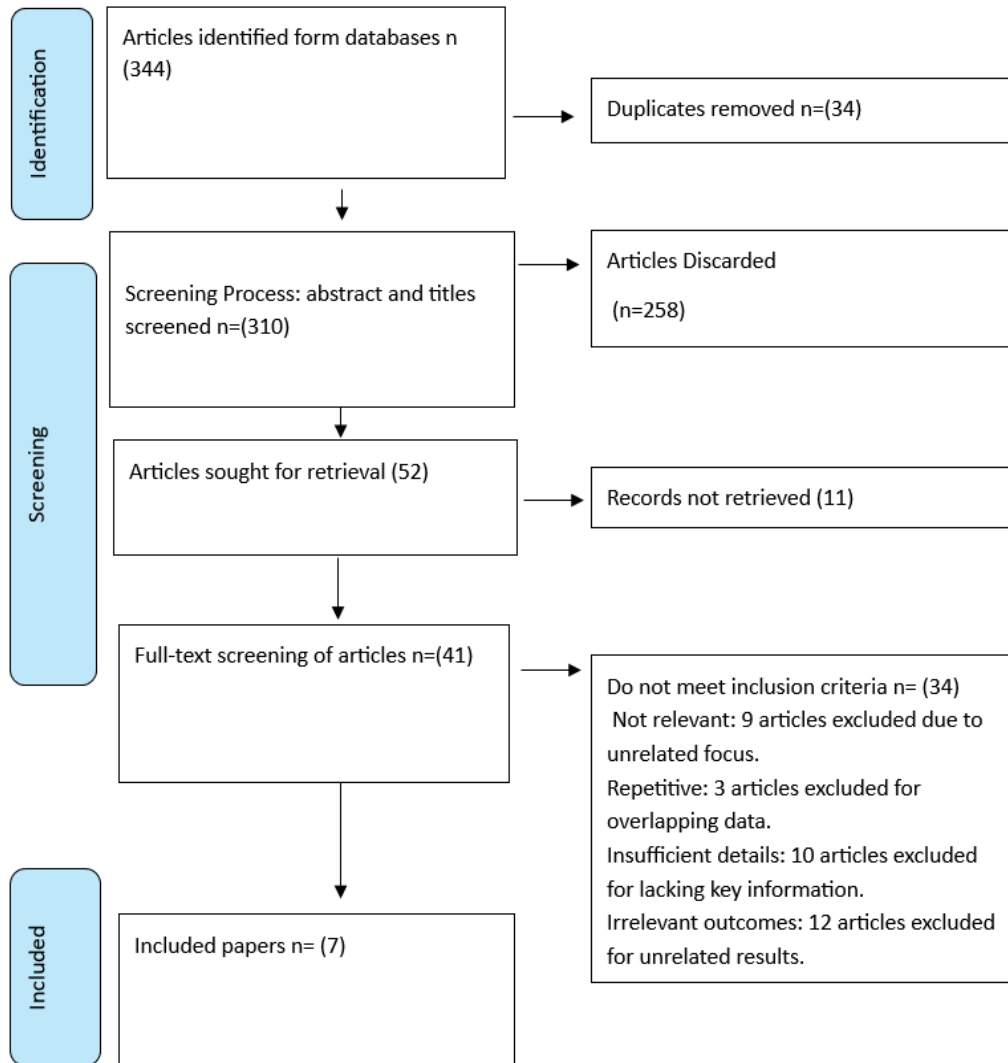 Identification
Articles identified form databases n
(344)
Duplicates removed n=(34)
Screening
Screening Process: abstract and titles
screened n=(310)
Articles Discarded
(n=258)
Articles sought for retrieval (52)
Records not retrieved (11)
Full-text screening of articles n=(41)
Do not meet inclusion criteria n= (34)
Not relevant: 9 articles excluded due to
unrelated focus.
Repetitive: 3 articles excluded for
overlapping data.
Insufficient details: 10 articles excluded
for lacking key information.
Irrelevant outcomes: 12 articles excluded
for unrelated results.
Included
Included papers n= (7)